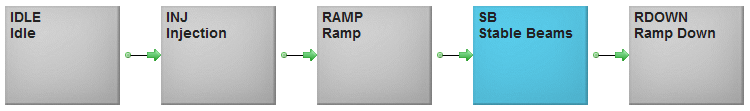 IDLE
Idle
INJ
Injection
RAMP
Ramp
SB
Stable Beams
RDOWN
Ramp Down